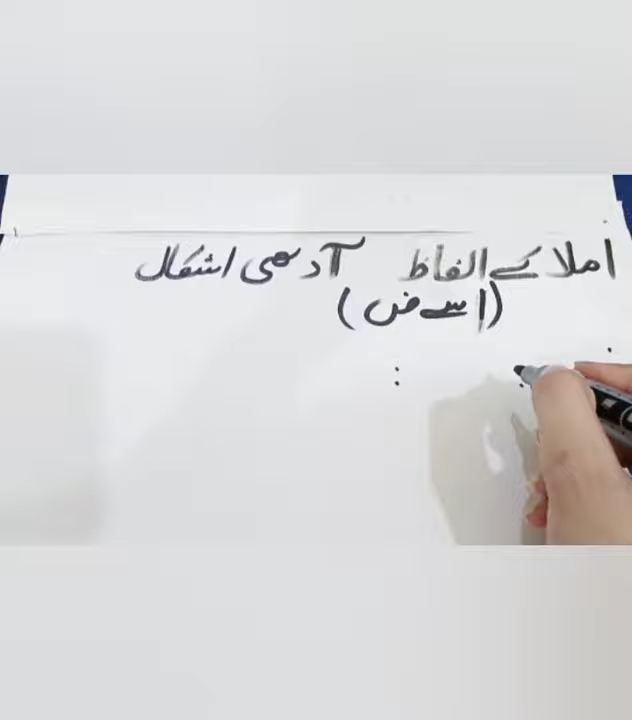 املا کے الفاظ آدھی اشکال
(ا سے ض)
: